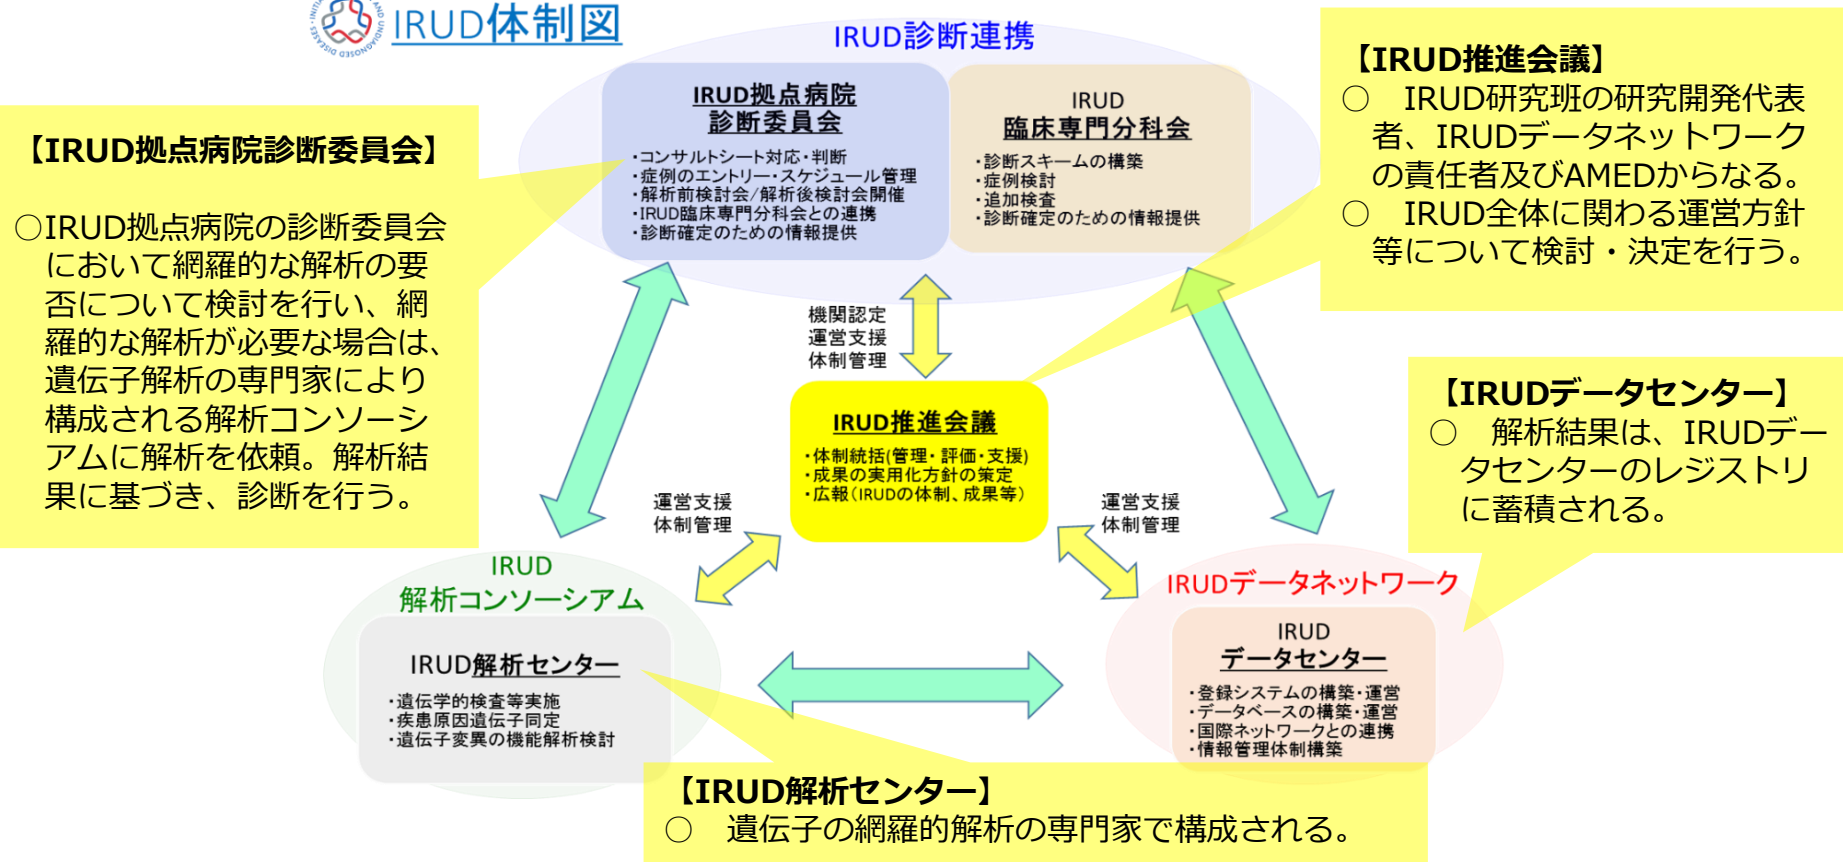 IRUD体制図
IRUD診断連携
IRUD拠点病院
診断委員会
・コンサルトシート対応・判断
・症例のエントリー・スケジュール管理
・解析前検討会/解析後検討会開催
・IRUD臨床専門分科会との連携
・診断確定のための情報提供
IRUD
臨床専門分科会
・診断スキームの構築
・症例検討
・追加検査
・診断確定のための情報提供
【IRUD推進会議】
○ IRUD研究班の研究開発代表
者、IRUDデータネットワーク
の責任者及びAMEDからなる。
○ IRUD全体に関わる運営方針
等について検討・決定を行う。
【IRUD拠点病院診断委員会】
○IRUD拠点病院の診断委員会
において網羅的な解析の要
否について検討を行い、網
羅的な解析が必要な場合は、
遺伝子解析の専門家により
構成される解析コンソーシ
アムに解析を依頼。解析結
果に基づき、診断を行う。
機関認定
運営支援
体制管理
IRUD推進会議
・体制統括(管理・評価・支援)
・成果の実用化方針の策定
・広報(IRUDの体制、成果等)
運営支援
体制管理
運営支援
体制管理
【IRUDデータセンター】
○ 解析結果は、IRUDデー
タセンターのレジストリ
に蓄積される。
IRUD
解析コンソーシアム
IRUD解析センター
・遺伝学的検査等実施
・疾患原因遺伝子同定
・遺伝子変異の機能解析検討
IRUDデータネットワーク
IRUD
データセンター
・登録システムの構築・運営
・データベースの構築・運営
・国際ネットワークとの連携
・情報管理体制構築
【IRUD解析センター】
○ 遺伝子の網羅的解析の専門家で構成される。